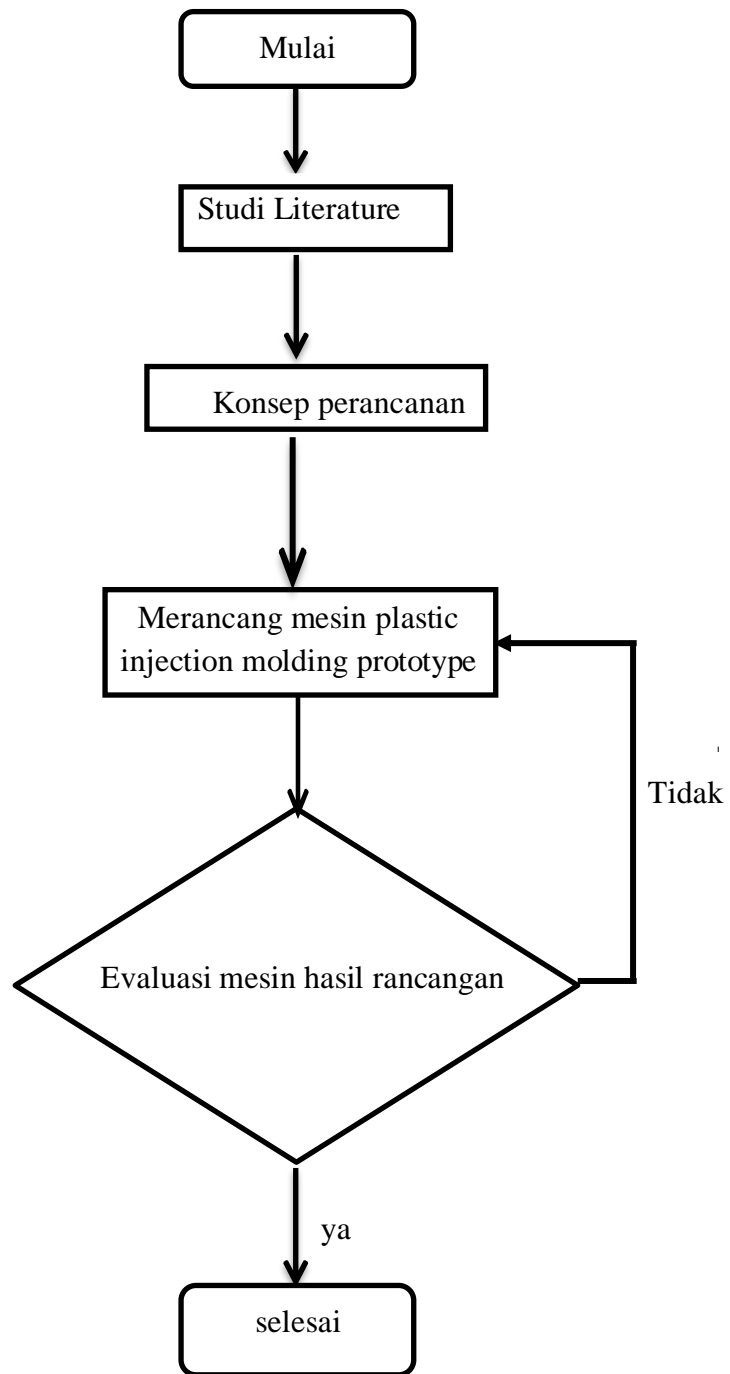 Mulai
Studi Literature
Konsep perancanan
Merancang mesin plastic
injection molding prototype
Tidak
Evaluasi mesin hasil rancangan
ya
selesai